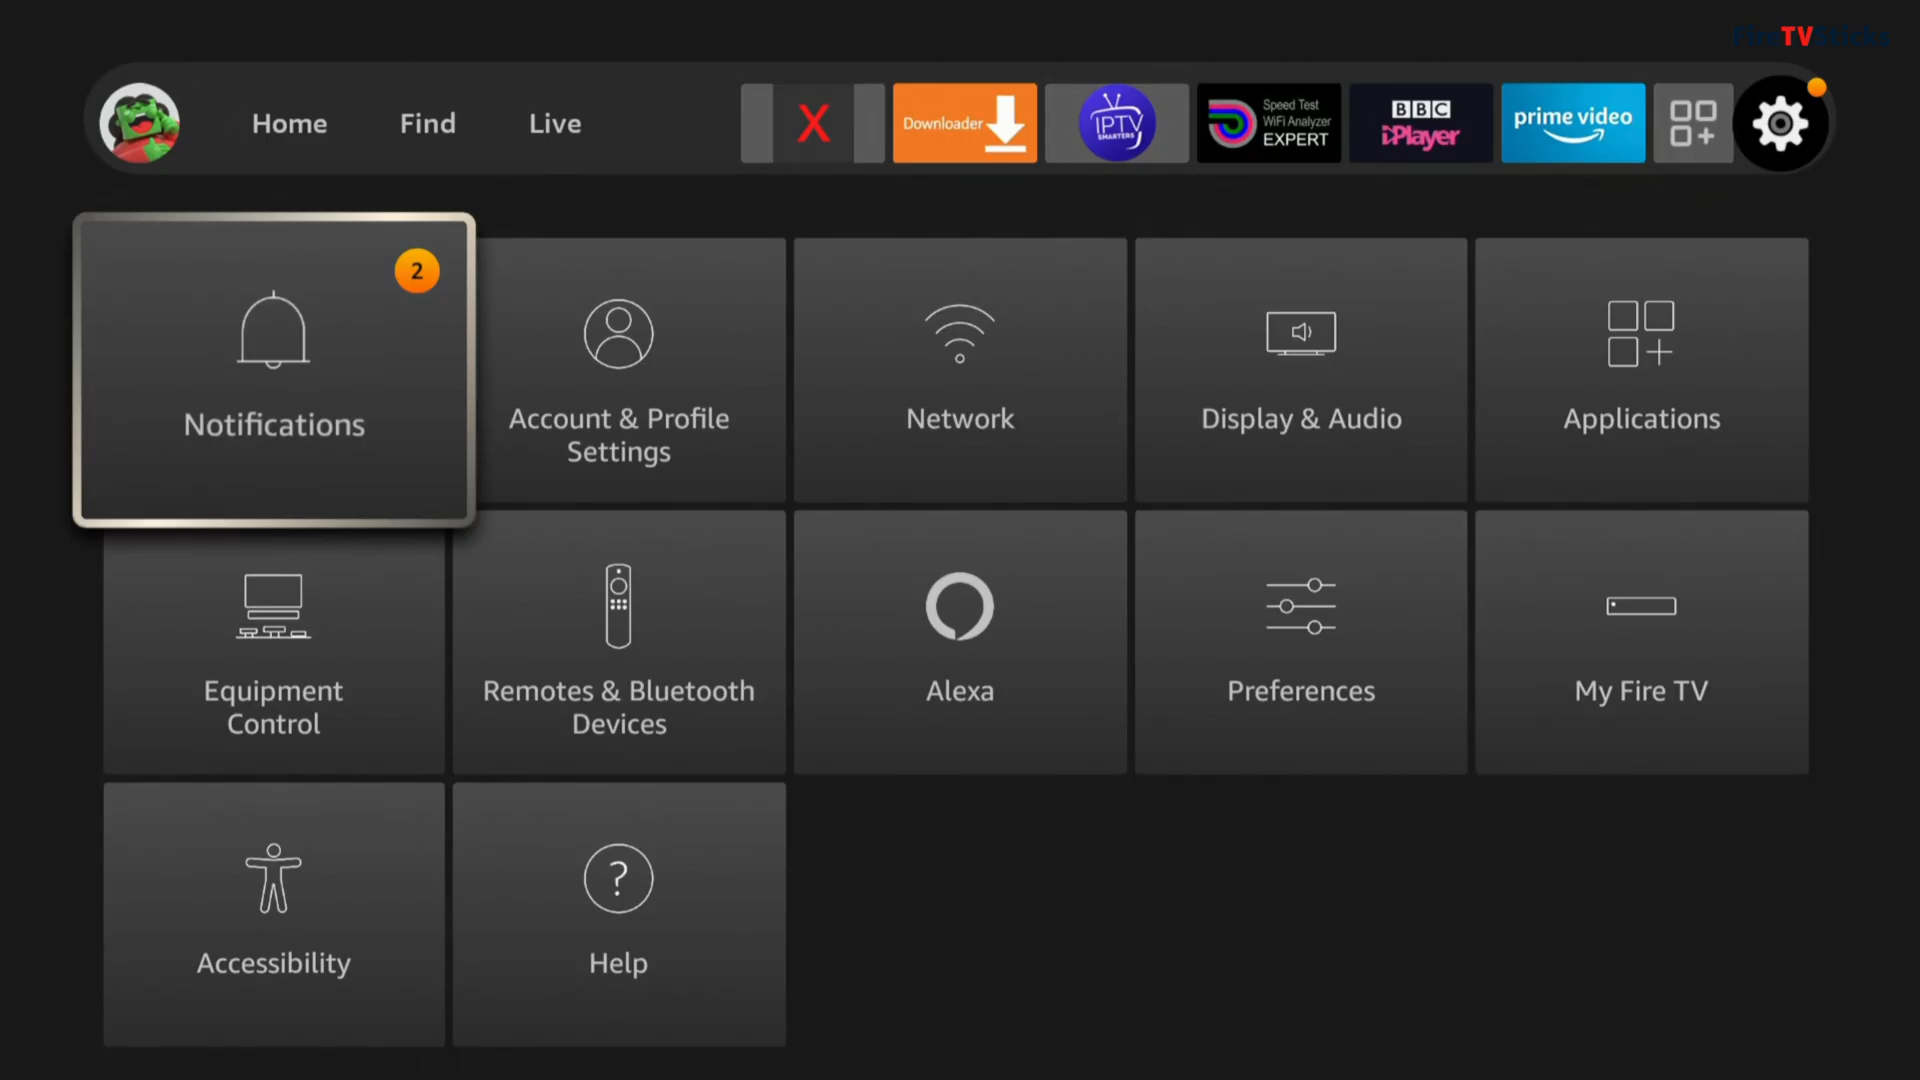 FireTVSticks
Home
Find
Live
X
Downloader
IPTV
SMARTERS
Speed Test
WiFi Analyzer
EXPERT
BBC
iPlayer
prime video
2
Notifications
Account & Profile
Settings
Network
Display & Audio
Applications
Equipment
Control
Remotes & Bluetooth
Devices
Alexa
Preferences
My Fire TV
Accessibility
?
Help